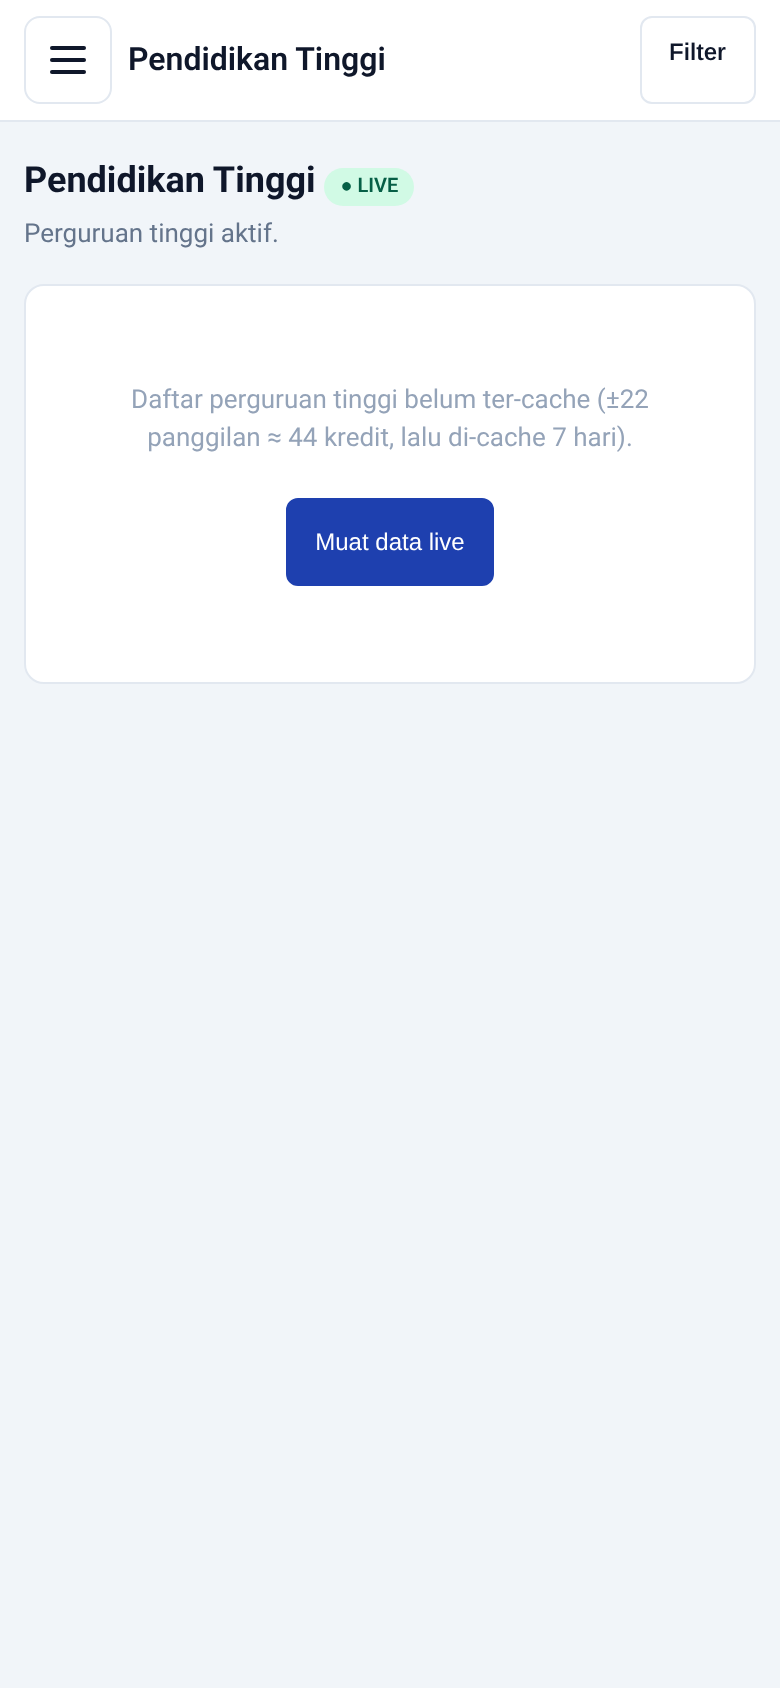 Pendidikan Tinggi
Filter
Pendidikan Tinggi
● LIVE
Perguruan tinggi aktif.
Daftar perguruan tinggi belum ter-cache (±22
panggilan ≈ 44 kredit, lalu di-cache 7 hari).
Muat data live